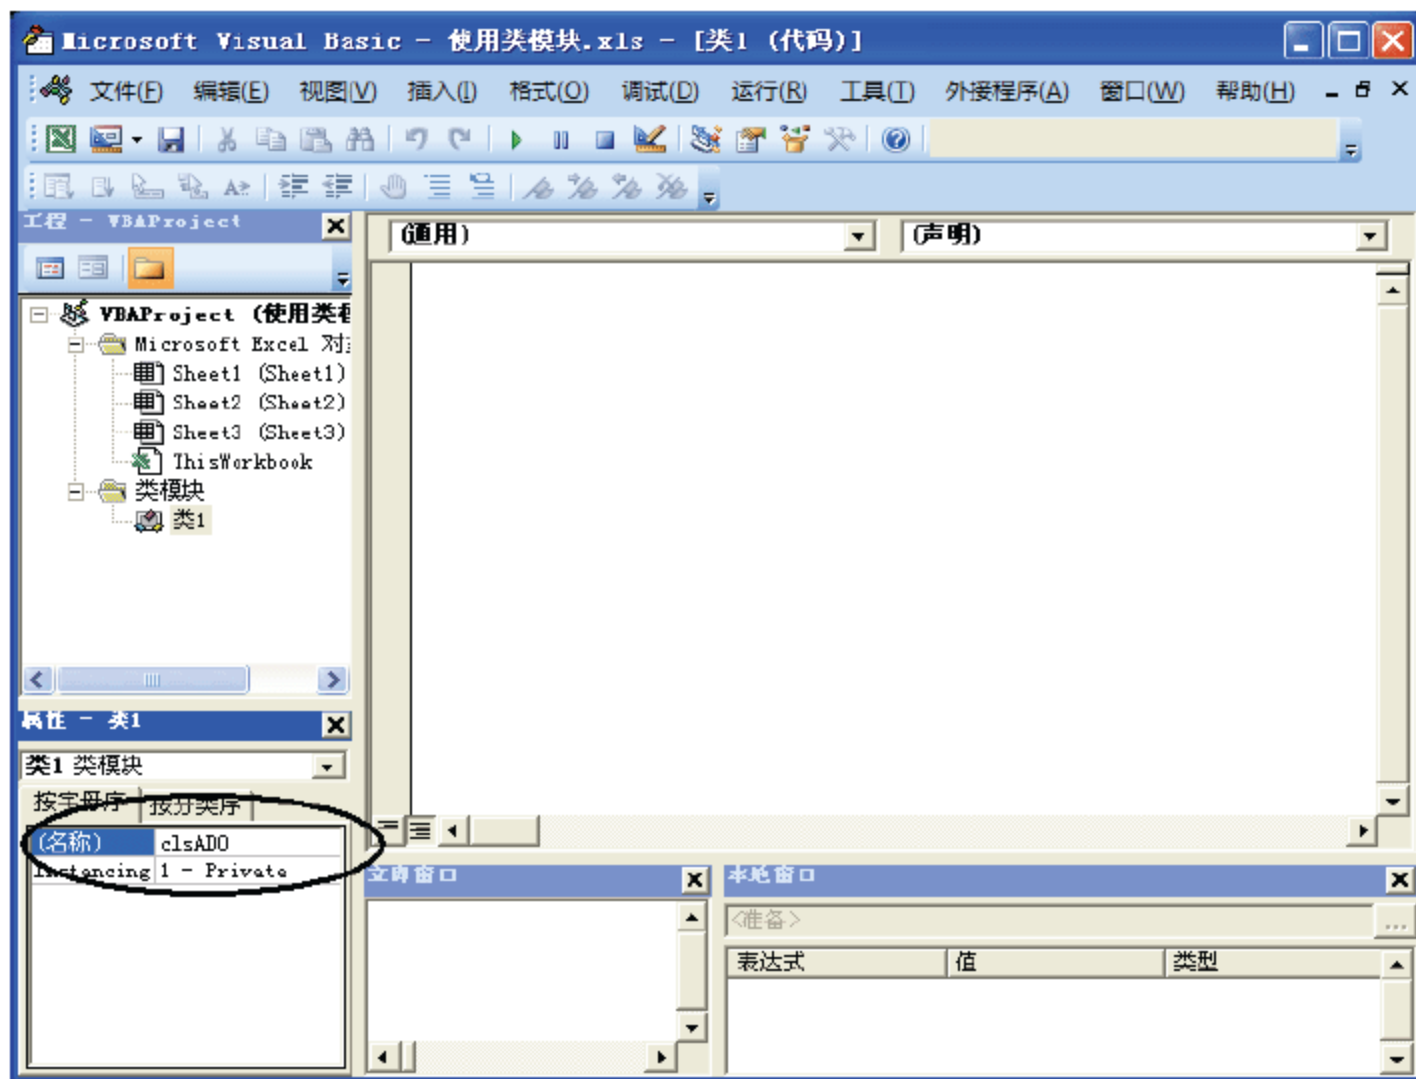 Microsoft Visual Basic - 使用类模块.xls - [类1 (代码)]
文件(F) 编辑(E) 视图(V) 插入(I) 格式(O) 调试(D) 运行(R) 工具(T) 外接程序(A) 窗口(W) 帮助(H)
工程 - VBAProject
(通用) (声明)
VBAProject (使用类
Microsoft Excel 对
Sheet1 (Sheet1)
Sheet2 (Sheet2)
Sheet3 (Sheet3)
ThisWorkbook
类模块
类1
属性 - 类1
类1 类模块
按字母序 按分类序
(名称) clsADO
Instancing 1 - Private
立即窗口
本地窗口
<准备>
...
表达式 值 类型